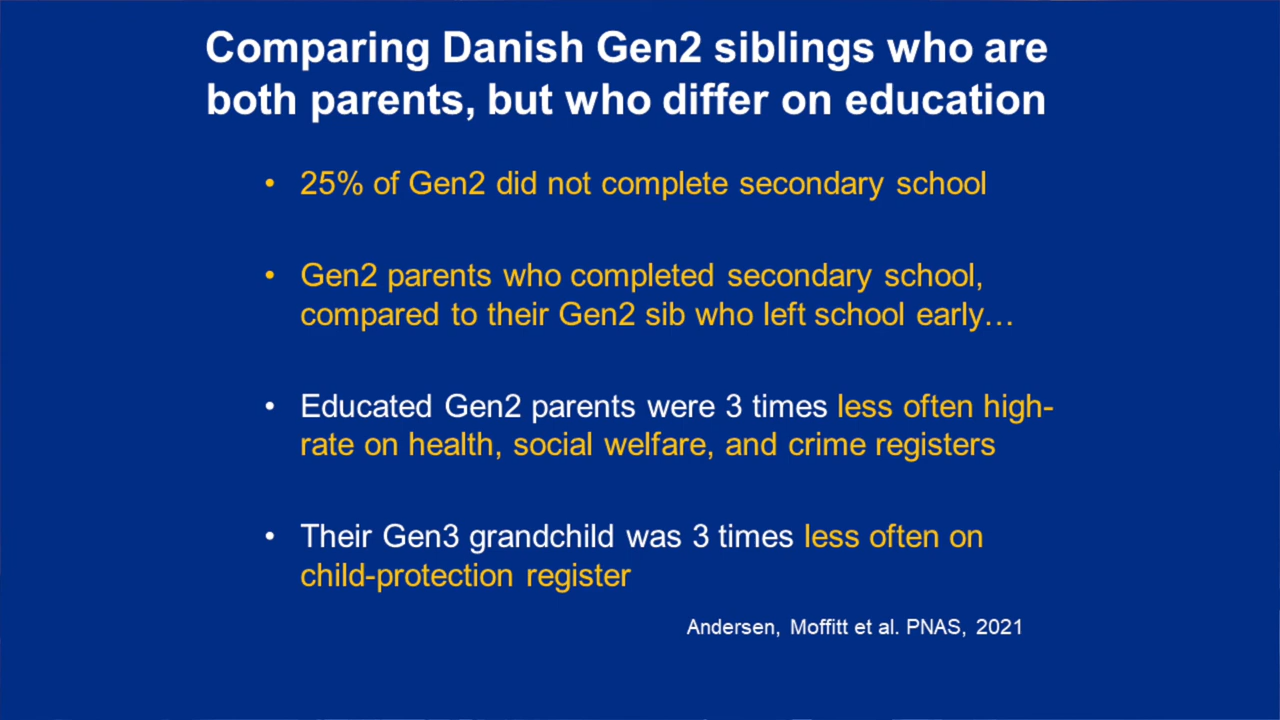 Comparing Danish Gen2 siblings who are
both parents, but who differ on education
• 25% of Gen2 did not complete secondary school
• Gen2 parents who completed secondary school,
compared to their Gen2 sib who left school early…
• Educated Gen2 parents were 3 times less often high-
rate on health, social welfare, and crime registers
• Their Gen3 grandchild was 3 times less often on
child-protection register
Andersen, Moffitt et al. PNAS, 2021